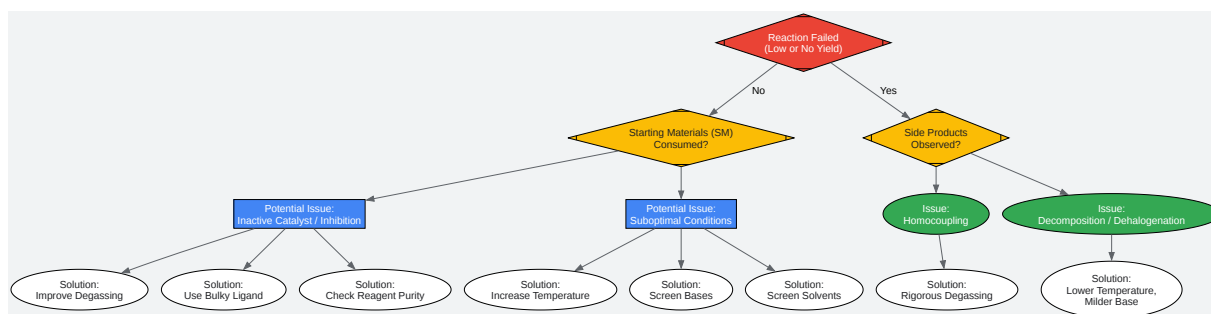 Reaction Failed
(Low or No Yield)
No
Yes
Starting Materials (SM)
Consumed?
Side Products
Observed?
Potential Issue:
Inactive Catalyst / Inhibition
Potential Issue:
Suboptimal Conditions
Issue:
Homocoupling
Issue:
Decomposition / Dehalogenation
Solution:
Improve Degassing
Solution:
Use Bulky Ligand
Solution:
Check Reagent Purity
Solution:
Increase Temperature
Solution:
Screen Bases
Solution:
Screen Solvents
Solution:
Rigorous Degassing
Solution:
Lower Temperature,
Milder Base